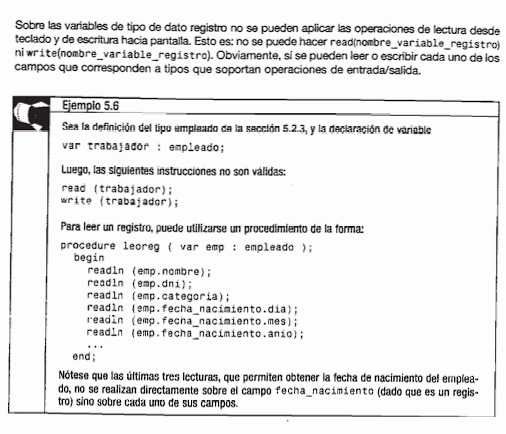 Sobre las variables de tipo de dato registro no se pueden aplicar las operaciones de lectura desde
teclado y de escritura hacia pantalla. Esto es: no se puede hacer read(nombre_variable_registro)
ni write(nombre_variable_registro). Obviamente, sí se pueden leer o escribir cada uno de los
campos que corresponden a tipos que soportan operaciones de entrada/salida.
Ejemplo 5.6
Sea la definición del tipo empleado de la sección 5.2.3, y la declaración de variable
var trabajador : empleado;
Luego, las siguientes instrucciones no son válidas:
read (trabajador);
write (trabajador);
Para leer un registro, puede utilizarse un procedimiento de la forma:
procedure leoreg ( var emp : empleado );
begin
readln (emp.nombre);
readln (emp.dni);
readln (emp.categoria);
readln (emp.fecha_nacimiento.dia);
readln (emp.fecha_nacimiento.mes);
readln (emp.fecha_nacimiento.anio);
...
end;
Nótese que las últimas tres lecturas, que permiten obtener la fecha de nacimiento del emplea-
do, no se realizan directamente sobre el campo fecha_nacimiento (dado que es un regis-
tro) sino sobre cada uno de sus campos.